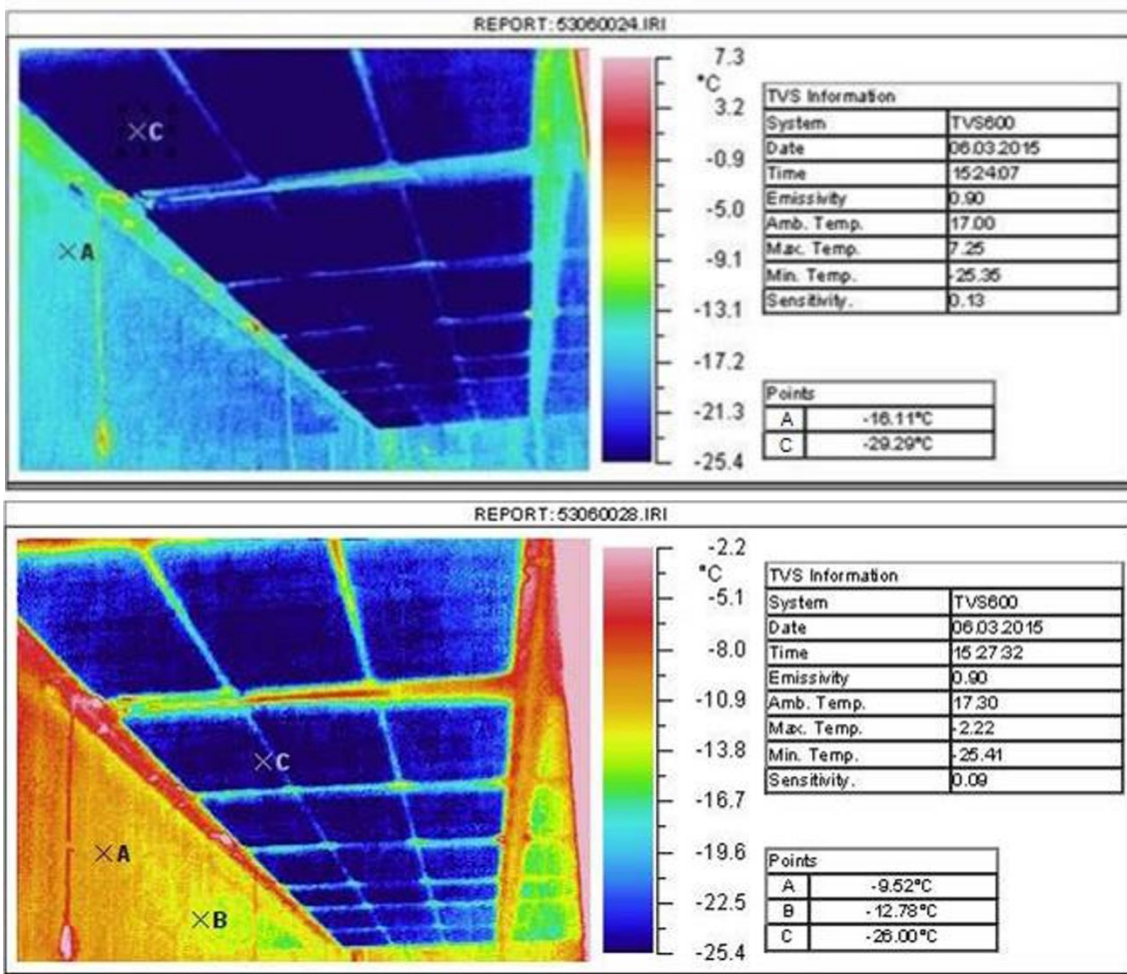 REPORT: 53060024.IRI
7.3
°C
3.2
-0.9
-5.0
-9.1
-13.1
-17.2
-21.3
-25.4
C
A
TVS Information
System TVS600
Date 06.03.2015
Time 15:24:07
Emissivity 0.90
Amb. Temp. 17.00
Max. Temp. 7.25
Min. Temp. -25.35
Sensitivity. 0.13
Points
A -16.11°C
C -29.29°C
REPORT: 53060028.IRI
-2.2
°C
-5.1
-8.0
-10.9
-13.8
-16.7
-19.6
-22.5
-25.4
C
A
B
TVS Information
System TVS600
Date 06.03.2015
Time 15:27:32
Emissivity 0.90
Amb. Temp. 17.30
Max. Temp. -2.22
Min. Temp. -25.41
Sensitivity. 0.09
Points
A -9.52°C
B -12.78°C
C -26.00°C